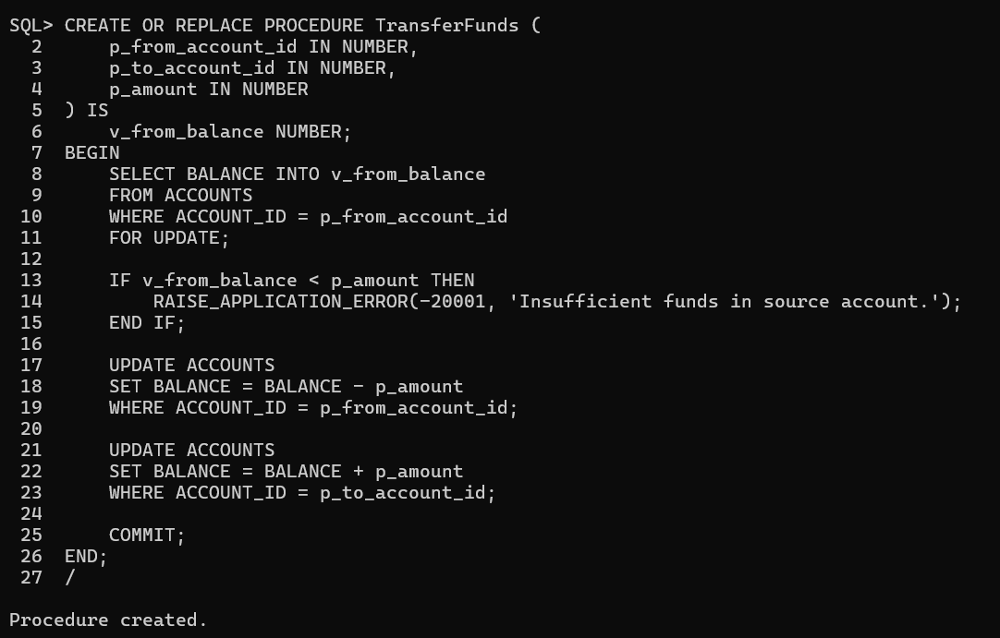 SQL> CREATE OR REPLACE PROCEDURE TransferFunds (
  2      p_from_account_id IN NUMBER,
  3      p_to_account_id IN NUMBER,
  4      p_amount IN NUMBER
  5  ) IS
  6      v_from_balance NUMBER;
  7  BEGIN
  8      SELECT BALANCE INTO v_from_balance
  9      FROM ACCOUNTS
 10      WHERE ACCOUNT_ID = p_from_account_id
 11      FOR UPDATE;
 12
 13      IF v_from_balance < p_amount THEN
 14          RAISE_APPLICATION_ERROR(-20001, 'Insufficient funds in source account.');
 15      END IF;
 16
 17      UPDATE ACCOUNTS
 18      SET BALANCE = BALANCE - p_amount
 19      WHERE ACCOUNT_ID = p_from_account_id;
 20
 21      UPDATE ACCOUNTS
 22      SET BALANCE = BALANCE + p_amount
 23      WHERE ACCOUNT_ID = p_to_account_id;
 24
 25      COMMIT;
 26  END;
 27  /
Procedure created.